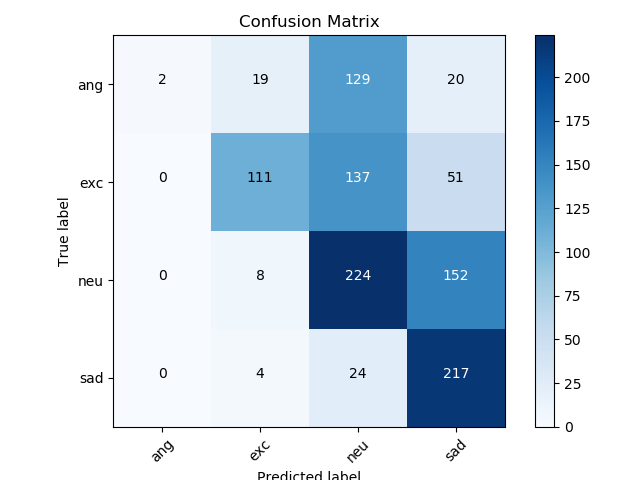 Confusion Matrix
ang 2 19 129 20
exc 0 111 137 51
neu 0 8 224 152
sad 0 4 24 217
ang exc neu sad
True label
Predicted label
200
175
150
125
100
75
50
25
0